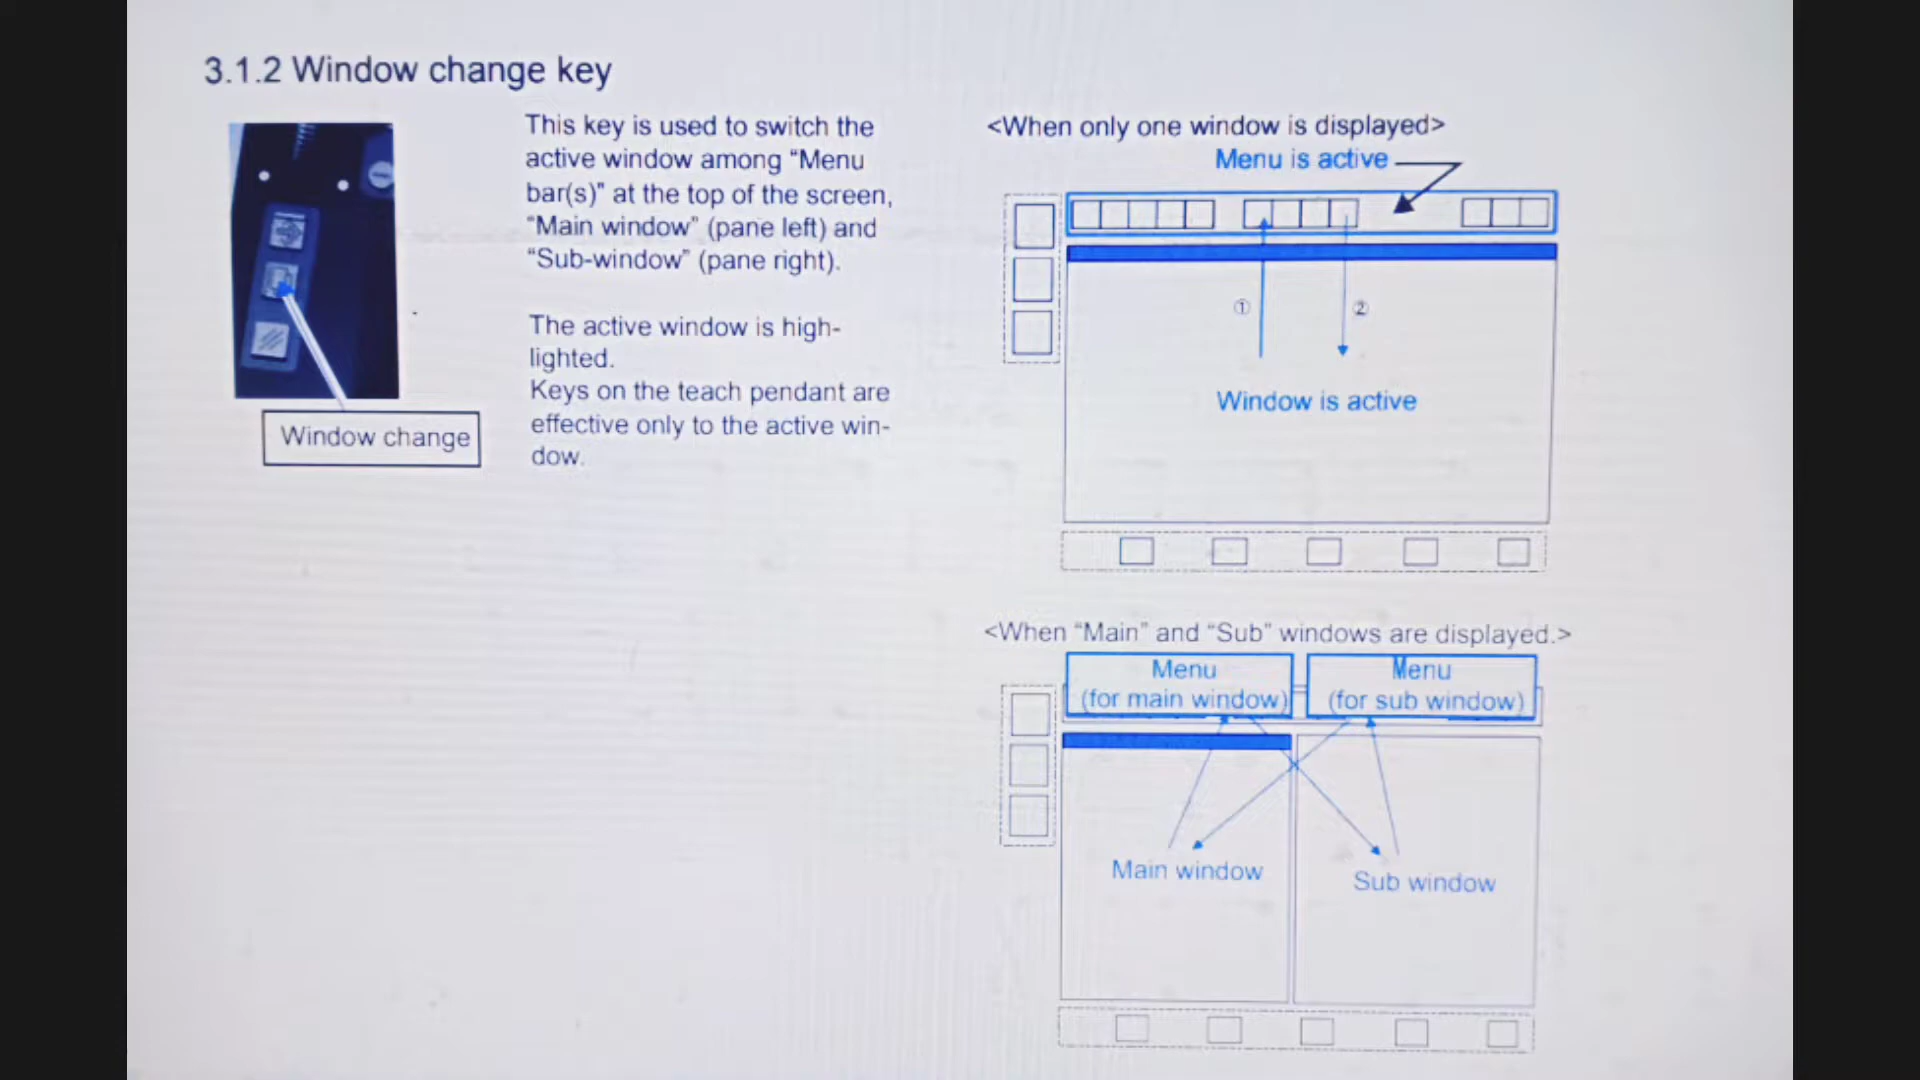 3.1.2 Window change key
This key is used to switch the
active window among “Menu
bar(s)” at the top of the screen,
“Main window” (pane left) and
“Sub-window” (pane right).
The active window is high-
lighted.
Keys on the teach pendant are
effective only to the active win-
dow.
Window change
<When only one window is displayed>
Menu is active
①
②
Window is active
<When “Main” and “Sub” windows are displayed.>
Menu
(for main window)
Menu
(for sub window)
Main window
Sub window